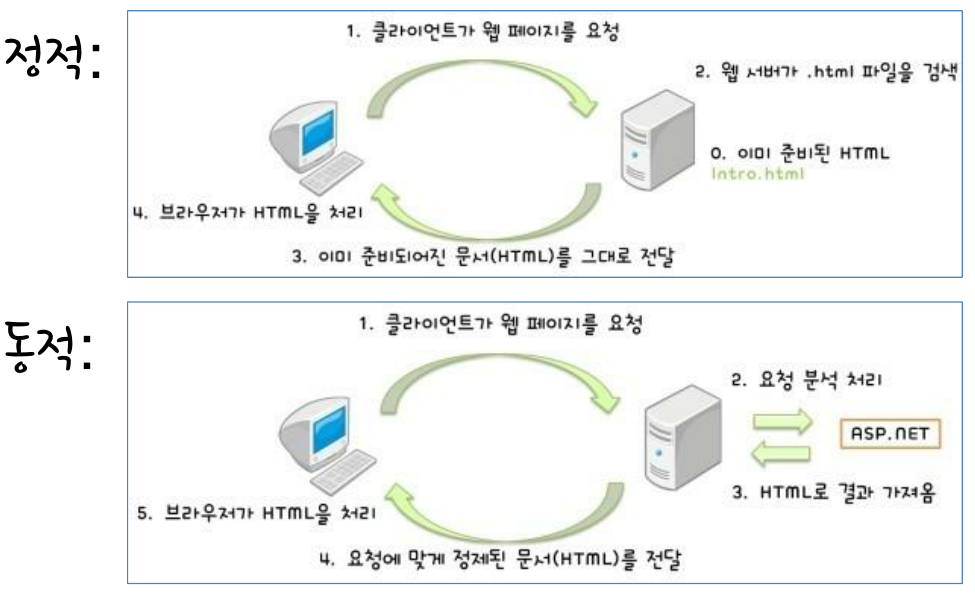 정적:
1. 클라이언트가 웹 페이지를 요청
2. 웹 서버가 .html 파일을 검색
0. 이미 준비된 HTML
Intro.html
4. 브라우저가 HTML을 처리
3. 이미 준비되어진 문서(HTML)를 그대로 전달
동적:
1. 클라이언트가 웹 페이지를 요청
2. 요청 분석 처리
ASP.NET
3. HTML로 결과 가져옴
5. 브라우저가 HTML을 처리
4. 요청에 맞게 정제된 문서(HTML)를 전달